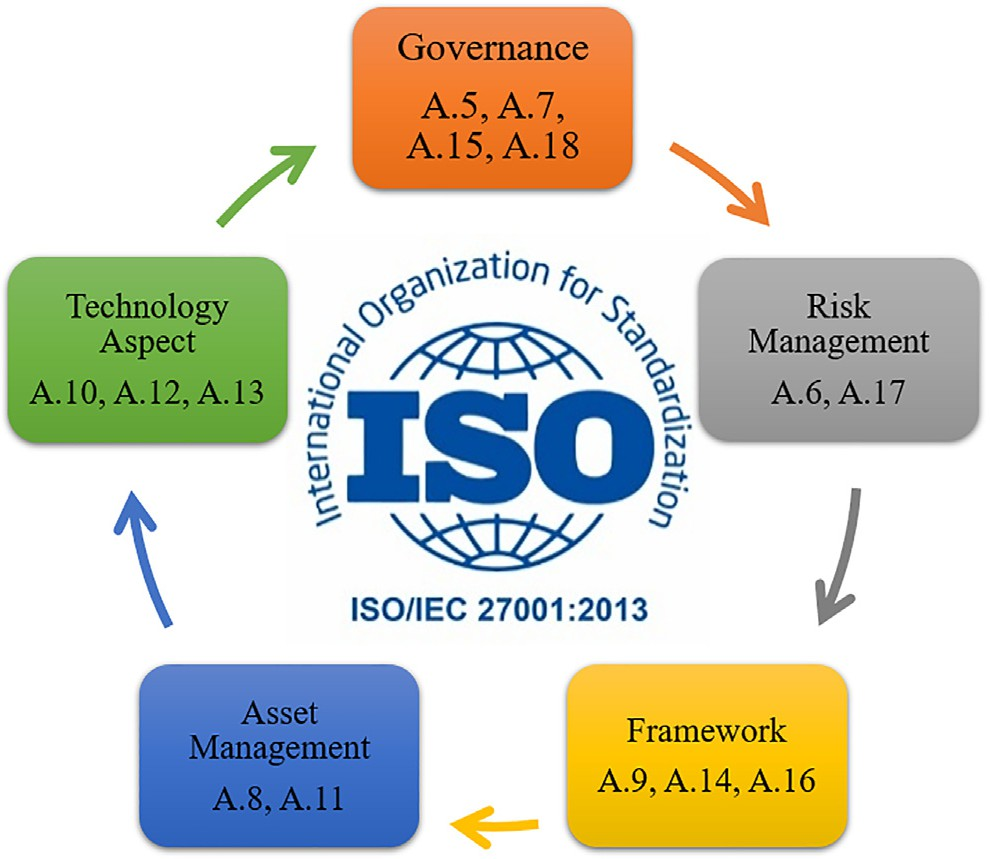 Governance
A.5, A.7,
A.15, A.18
Technology
Aspect
A.10, A.12, A.13
International Organization for Standardization
ISO
ISO/IEC 27001:2013
Risk
Management
A.6, A.17
Asset
Management
A.8, A.11
Framework
A.9, A.14, A.16